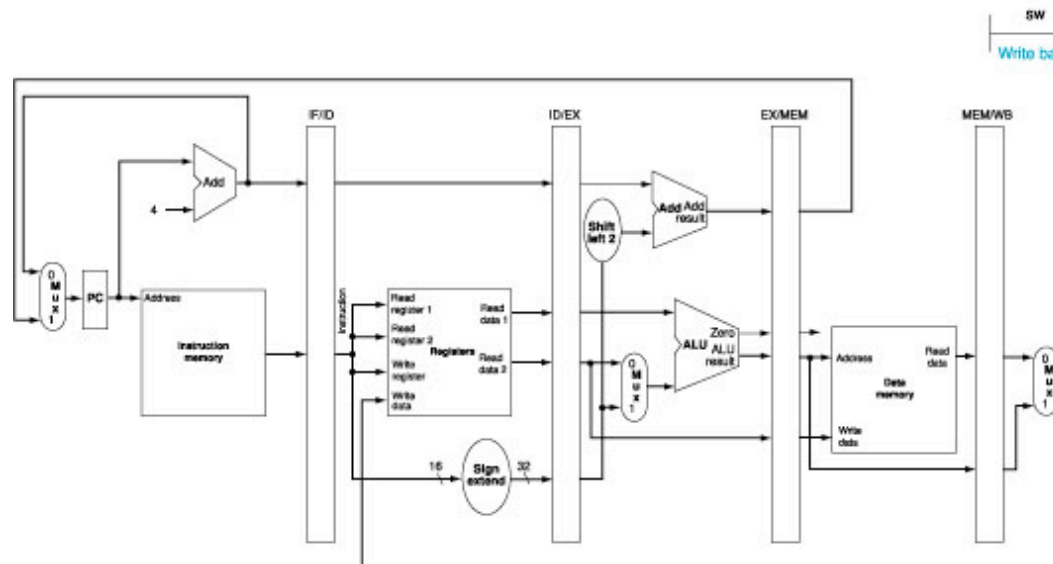 SW
Write ba
IF/ID
ID/EX
EX/MEM
MEM/WB
Add
4
Add Add
result
Shift
left 2
0
M
u
x
1
PC
Address
Instruction
memory
Instruction
Read
register 1
Read
register 2
Registers
Write
register
Write
data
Read
data 1
Read
data 2
0
M
u
x
1
Zero
ALU ALU
result
Address
Read
data
Data
memory
Write
data
0
M
u
x
1
16
Sign
extend
32